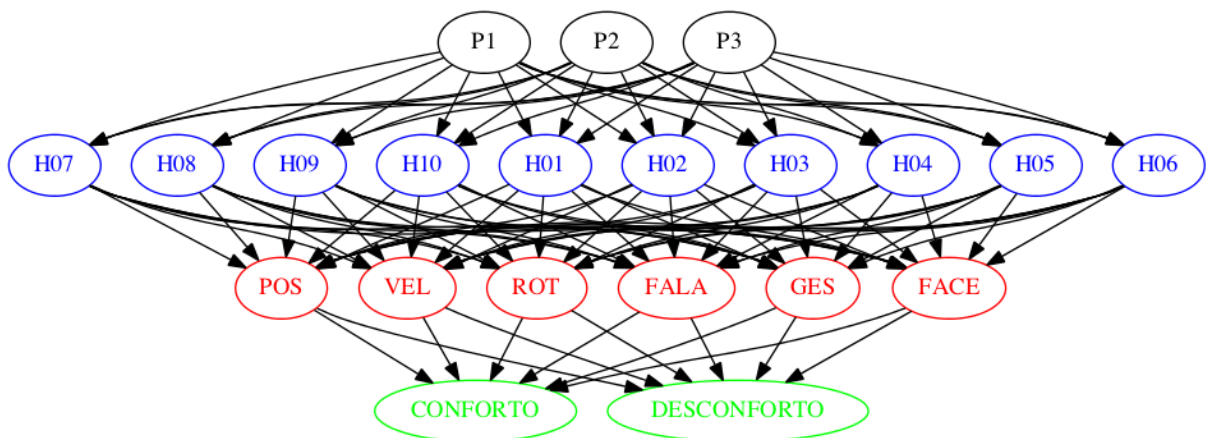 P1 P2 P3
H07 H08 H09 H10 H01 H02 H03 H04 H05 H06
POS VEL ROT FALA GES FACE
CONFORTO DESCONFORTO